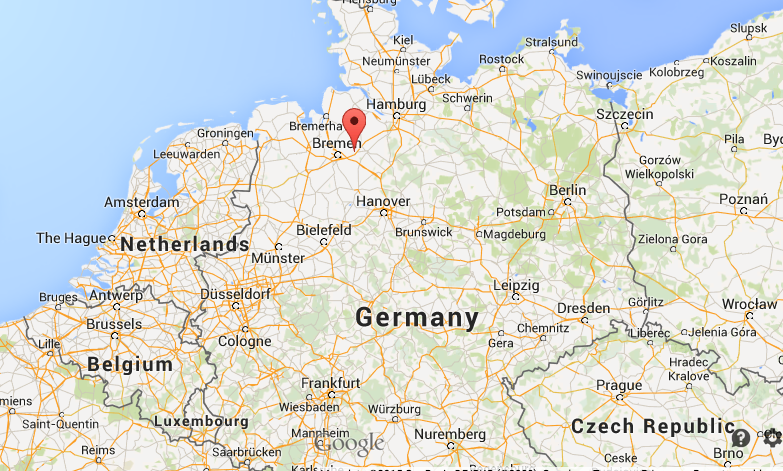 Flensburg
Slupsk
Kiel
Stralsund
Neumünster
Rostock
Koszalin
Lübeck
Swinoujscie
Kolobrzeg
Schwerin
Hamburg
Szczecin
Bremerha
Groningen
Bremen
Pila
Leeuwarden
Gorzów
Wielkopolski
Berlin
Amsterdam
Hanover
Poznań
Potsdam
Bielefeld
Brunswick
Magdeburg
The Hague
Netherlands
Zielona Gora
Münster
Leipzig
Bruges
Antwerp
Düsseldorf
Görlitz
Wrocław
Germany
Dresden
Brussels
Chemnitz
Lille
Cologne
Gera
Liberec
Jelenia Góra
Belgium
Hradec
Kralove
Frankfurt
Prague
Wiesbaden
Würzburg
Saint-Quentin
Luxembourg
Czech Republic
Mannheim
Google
Nuremberg
Reims
Saarbrücken
Ceske
Brno